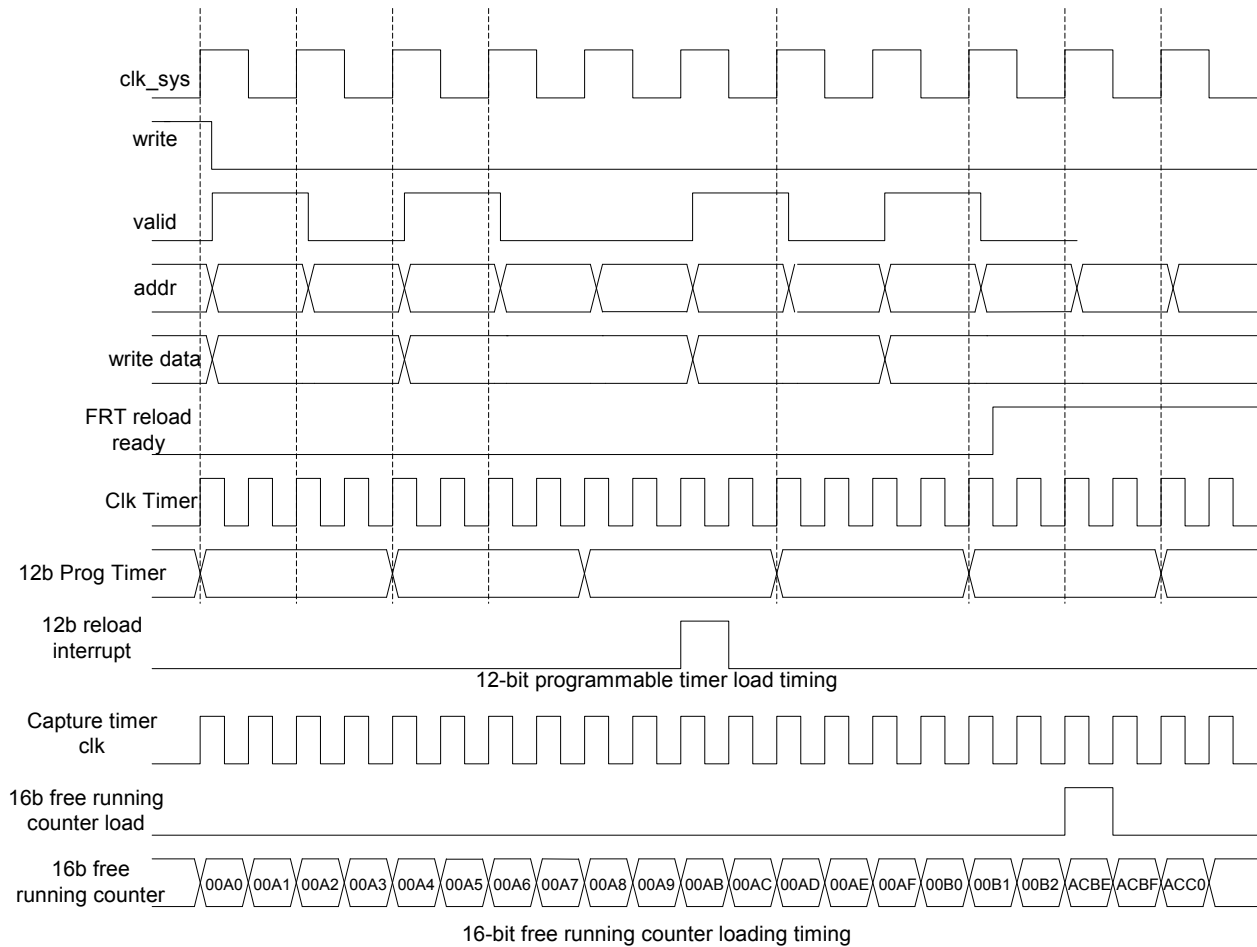 clk_sys
write
valid
addr
write data
FRT reload
ready
Clk Timer
12b Prog Timer
12b reload
interrupt
12-bit programmable timer load timing
Capture timer
clk
16b free running
counter load
16b free
running counter
00A0 00A1 00A2 00A3 00A4 00A5 00A6 00A7 00A8 00A9 00AB 00AC 00AD 00AE 00AF 00B0 00B1 00B2 ACBE ACBF ACC0
16-bit free running counter loading timing